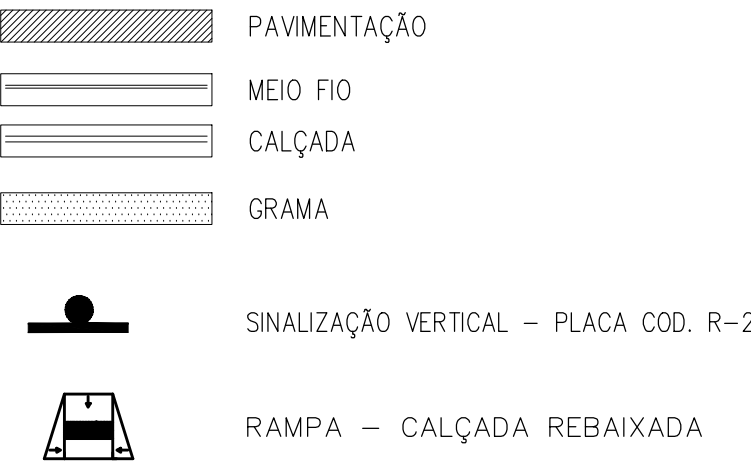 PAVIMENTAÇÃO
MEIO FIO
CALÇADA
GRAMA
SINALIZAÇÃO VERTICAL – PLACA COD. R–2
RAMPA – CALÇADA REBAIXADA